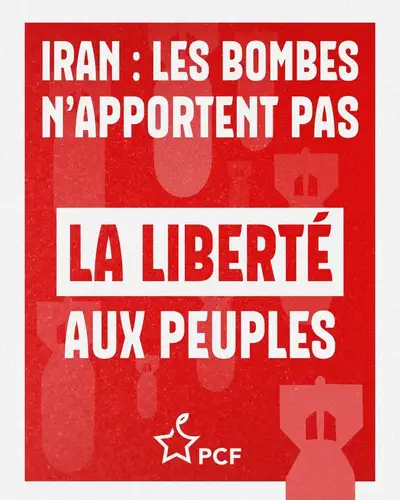 IRAN : LES BOMBES
N'APPORTENT PAS
LA LIBERTÉ
AUX PEUPLES
PCF